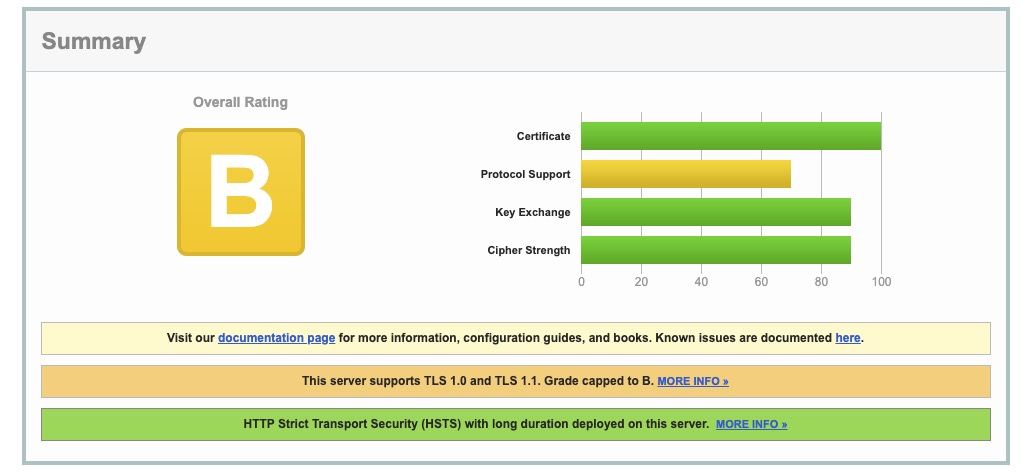 Summary
Overall Rating
B
Certificate
Protocol Support
Key Exchange
Cipher Strength
0 20 40 60 80 100
Visit our documentation page for more information, configuration guides, and books. Known issues are documented here.
This server supports TLS 1.0 and TLS 1.1. Grade capped to B. MORE INFO »
HTTP Strict Transport Security (HSTS) with long duration deployed on this server. MORE INFO »